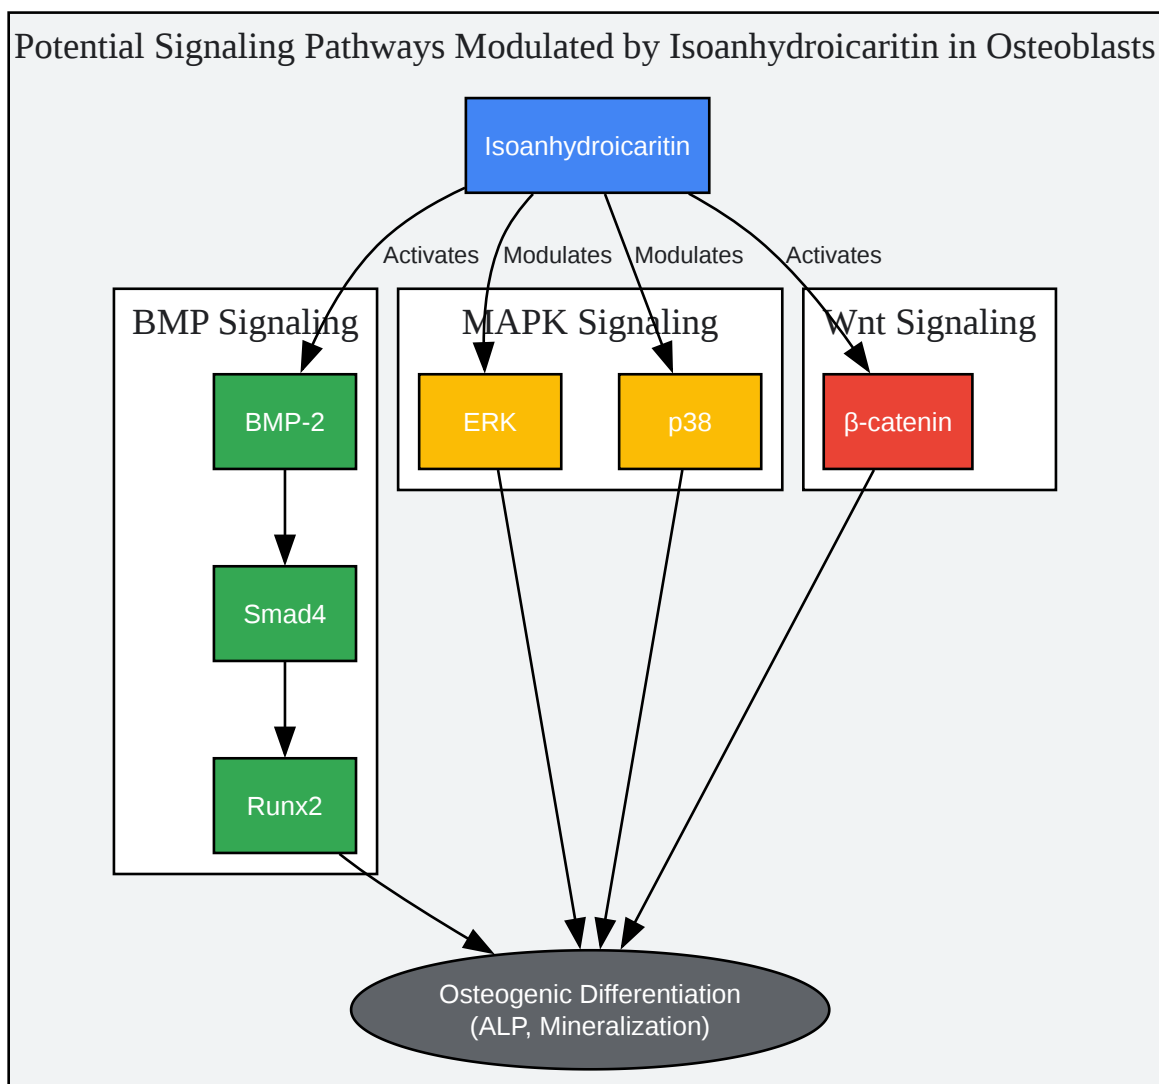 Potential Signaling Pathways Modulated by Isoanhydroicaritin in Osteoblasts
Isoanhydroicaritin
Activates
Modulates
Modulates
Activates
BMP Signaling
MAPK Signaling
Wnt Signaling
BMP-2
ERK
p38
β-catenin
Smad4
Runx2
Osteogenic Differentiation
(ALP, Mineralization)